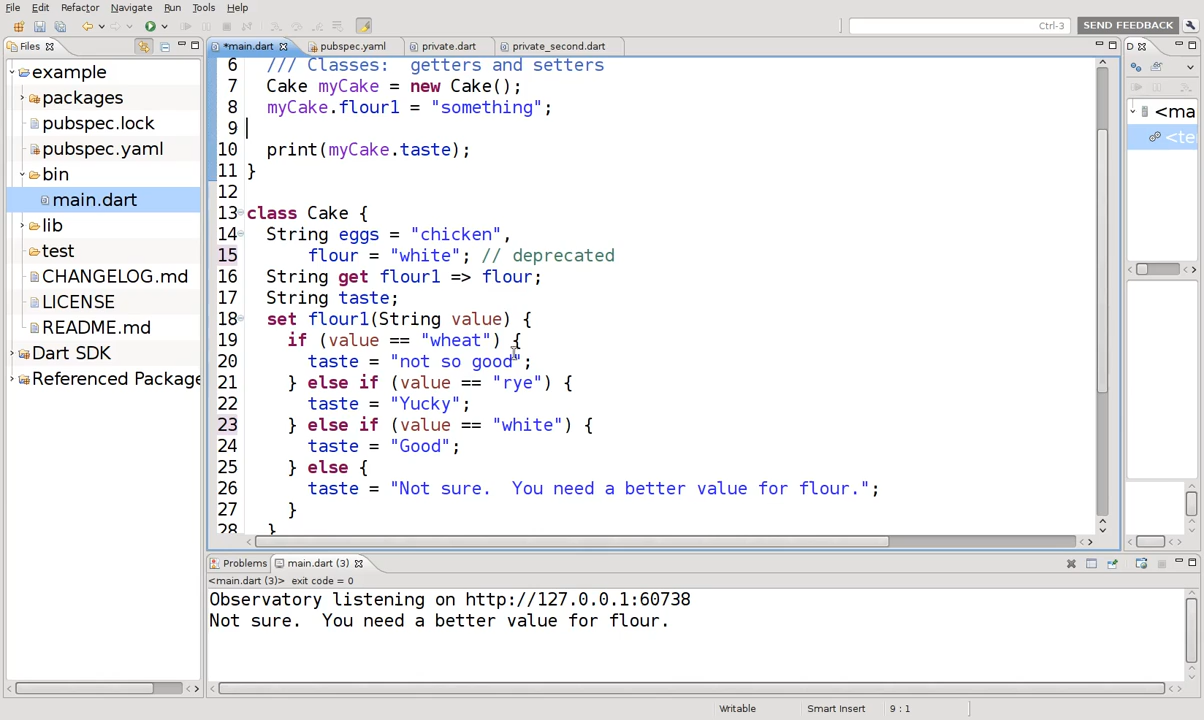 File Edit Refactor Navigate Run Tools Help
Ctrl-3 SEND FEEDBACK
Files *main.dart pubspec.yaml private.dart private_second.dart D
example
packages
pubspec.lock
pubspec.yaml
bin
main.dart
lib
test
CHANGELOG.md
LICENSE
README.md
Dart SDK
Referenced Package
6 /// Classes:  getters and setters
7 Cake myCake = new Cake();
8 myCake.flour1 = "something";
9
10 print(myCake.taste);
11 }
12
13 class Cake {
14 String eggs = "chicken",
15 flour = "white"; // deprecated
16 String get flour1 => flour;
17 String taste;
18 set flour1(String value) {
19 if (value == "wheat") {
20 taste = "not so good";
21 } else if (value == "rye") {
22 taste = "Yucky";
23 } else if (value == "white") {
24 taste = "Good";
25 } else {
26 taste = "Not sure.  You need a better value for flour.";
27 }
28 }
<ma
<te
Problems main.dart (3)
<main.dart (3)> exit code = 0
Observatory listening on http://127.0.0.1:60738
Not sure.  You need a better value for flour.
Writable Smart Insert 9 : 1